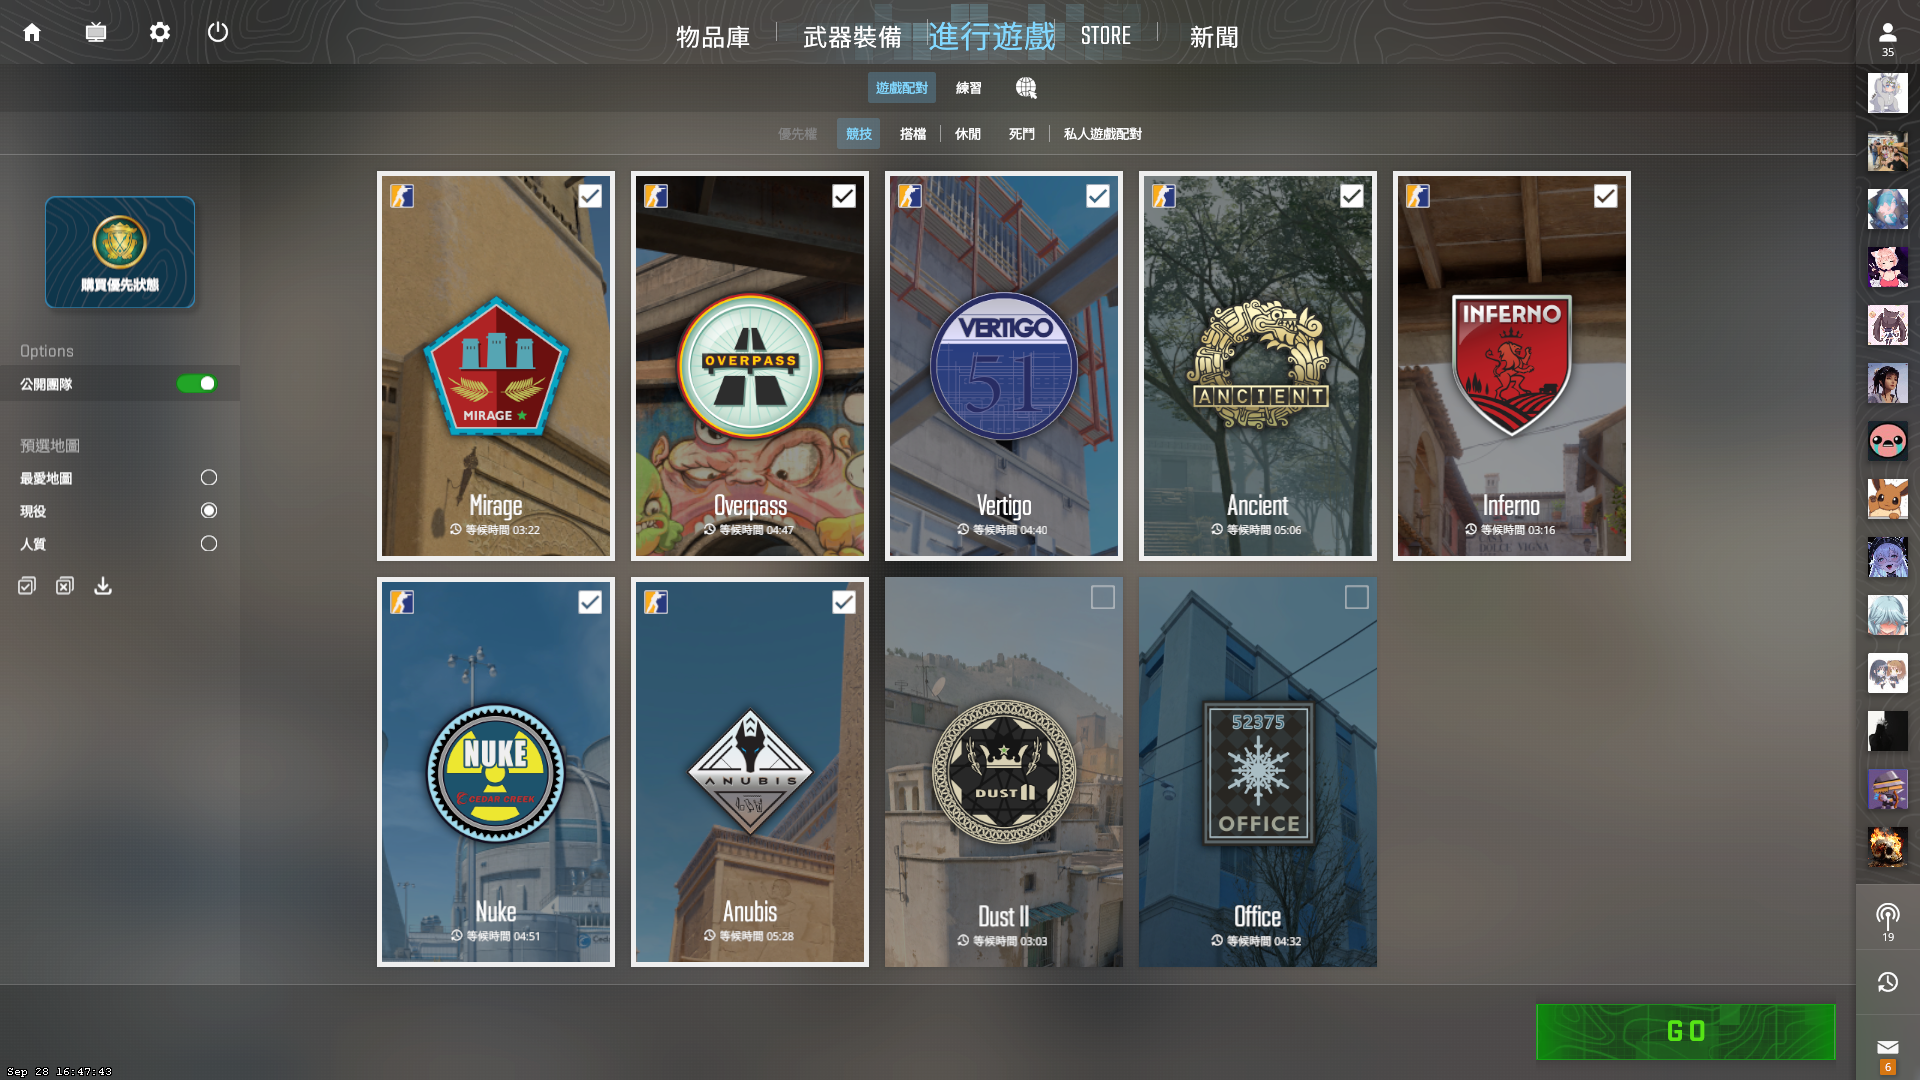 物品庫
武器裝備
進行遊戲
STORE
新聞
35
遊戲配對
練習
優先權
競技
搭檔
休閒
死鬥
私人遊戲配對
購買優先狀態
Options
公開團隊
預選地圖
最愛地圖
現役
人質
MIRAGE
Mirage
等候時間 03:22
OVERPASS
Overpass
等候時間 04:47
VERTIGO
51
Vertigo
等候時間 04:40
ANCIENT
Ancient
等候時間 05:06
INFERNO
Inferno
等候時間 03:16
NUKE
CEDAR CREEK
Nuke
等候時間 04:51
ANUBIS
Anubis
等候時間 05:28
DUST II
Dust II
等候時間 03:03
52375
OFFICE
Office
等候時間 04:32
19
GO
6
Sep 28 16:47:43